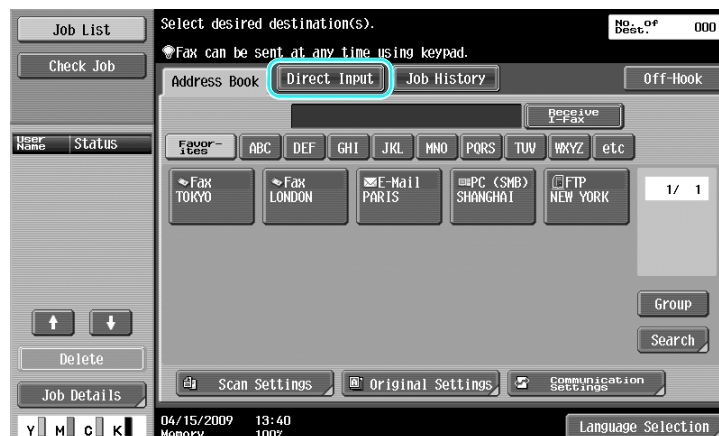 Job List
Check Job
User Name Status
Delete
Job Details
Y M C K
Select desired destination(s).
No. of Dest. 000
Fax can be sent at any time using keypad.
Address Book Direct Input Job History Off-Hook
Receive I-Fax
Favor-ites ABC DEF GHI JKL MNO PQRS TUV WXYZ etc
Fax TOKYO
Fax LONDON
E-Mail PARIS
PC (SMB) SHANGHAI
FTP NEW YORK
1/ 1
Group
Search
Scan Settings Original Settings Communication Settings
04/15/2009 13:40
Memory 100%
Language Selection